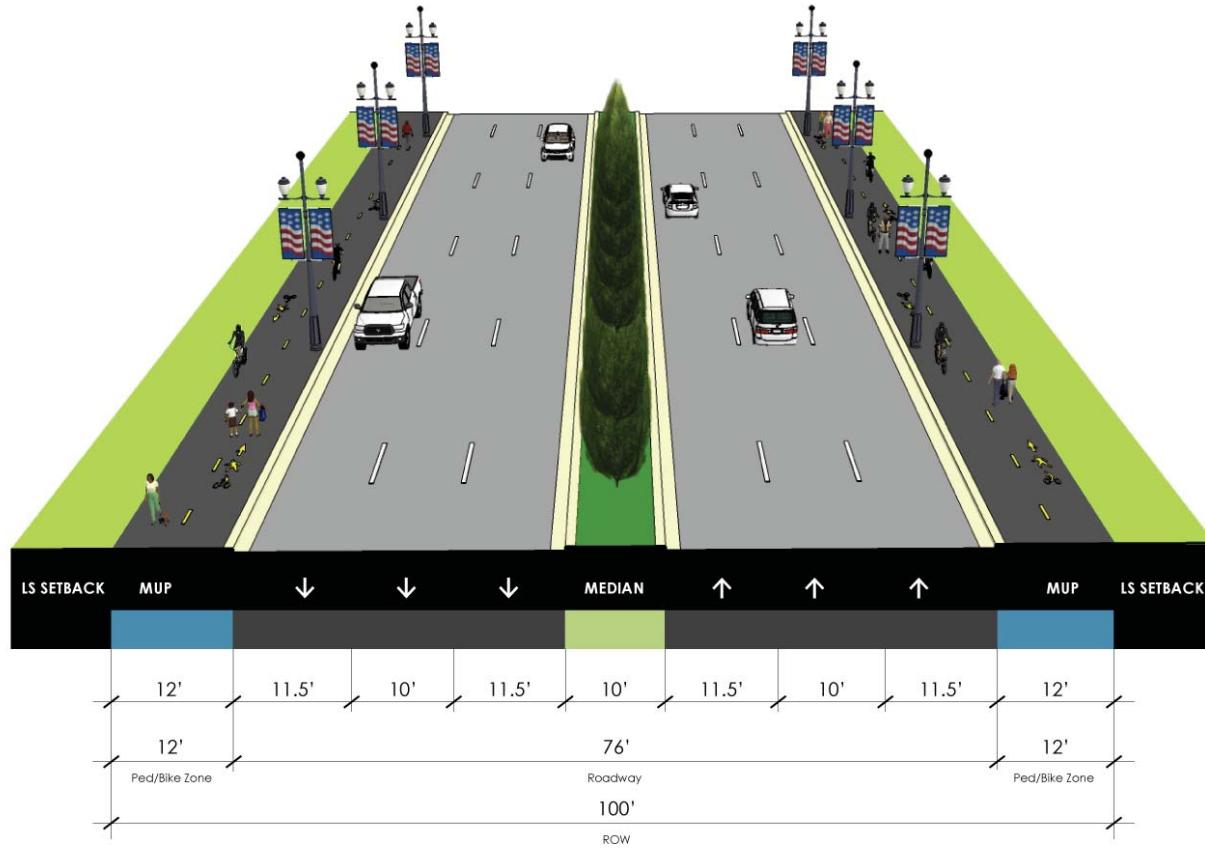 LS SETBACK MUP MEDIAN MUP LS SETBACK
12’ 11.5’ 10’ 11.5’ 10’ 11.5’ 10’ 11.5’ 12’
12’ 76’ 12’
Ped/Bike Zone Roadway Ped/Bike Zone
100’
ROW